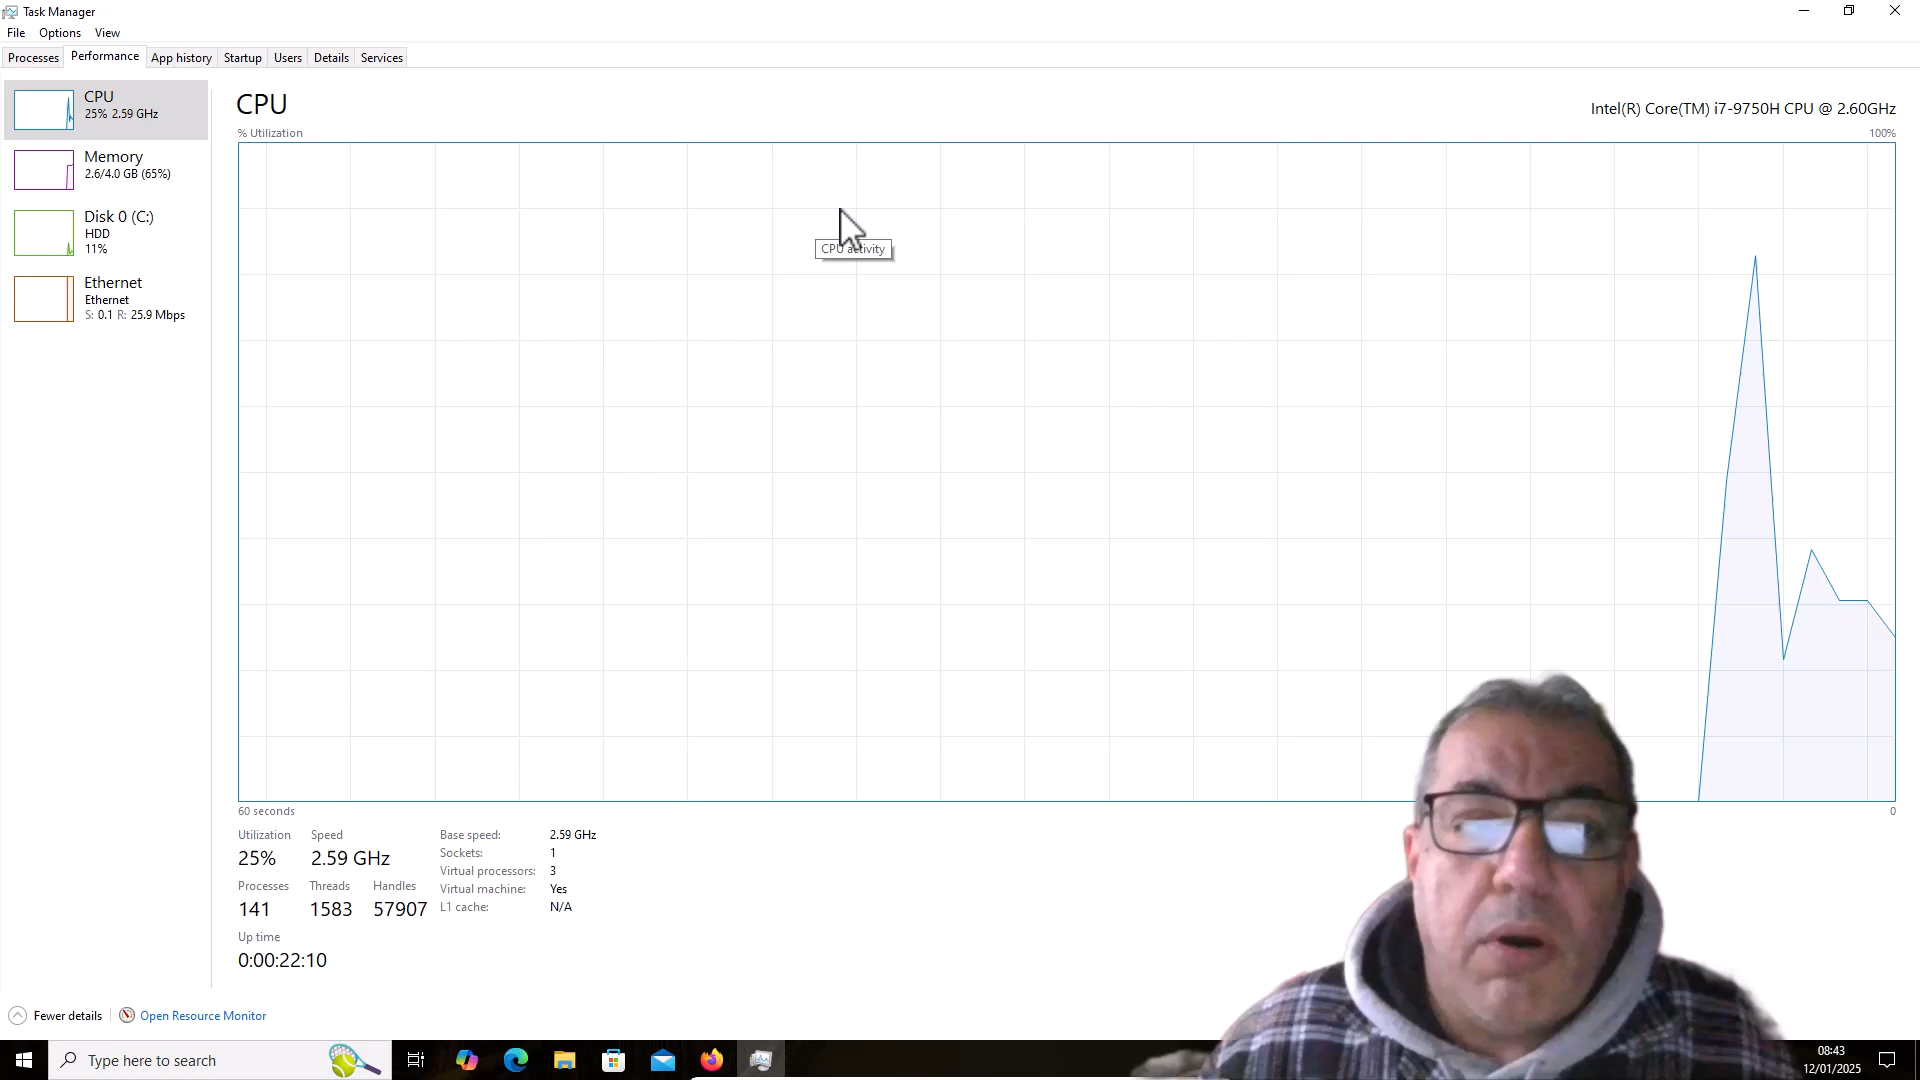 Task Manager
File Options View
Processes Performance App history Startup Users Details Services
CPU
25% 2.59 GHz
Memory
2.6/4.0 GB (65%)
Disk 0 (C:)
HDD
11%
Ethernet
Ethernet
S: 0.1 R: 25.9 Mbps
CPU
Intel(R) Core(TM) i7-9750H CPU @ 2.60GHz
% Utilization
100%
CPU activity
60 seconds
0
Utilization Speed
25% 2.59 GHz
Processes Threads Handles
141 1583 57907
Up time
0:00:22:10
Base speed: 2.59 GHz
Sockets: 1
Virtual processors: 3
Virtual machine: Yes
L1 cache: N/A
Fewer details
Open Resource Monitor
Type here to search
08:43
12/01/2025